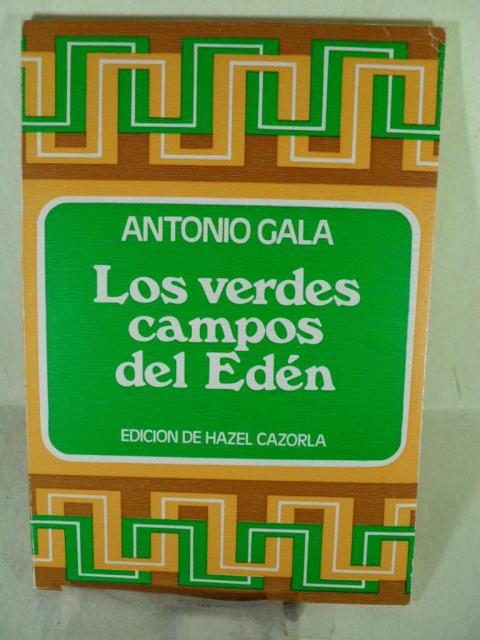 ANTONIO GALA
Los verdes
campos
del Edén
EDICION DE HAZEL CAZORLA